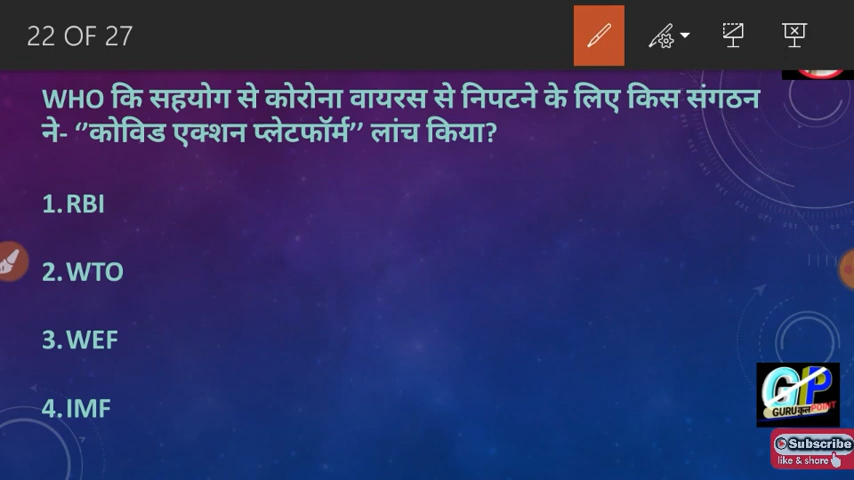 22 OF 27
WHO कि सहयोग से कोरोना वायरस से निपटने के लिए किस संगठन
ने- ‘’कोविड एक्शन प्लेटफॉर्म’’ लांच किया?
1.RBI
2.WTO
3.WEF
4.IMF
GP
GURUकुलPOINT
Subscribe
like & share